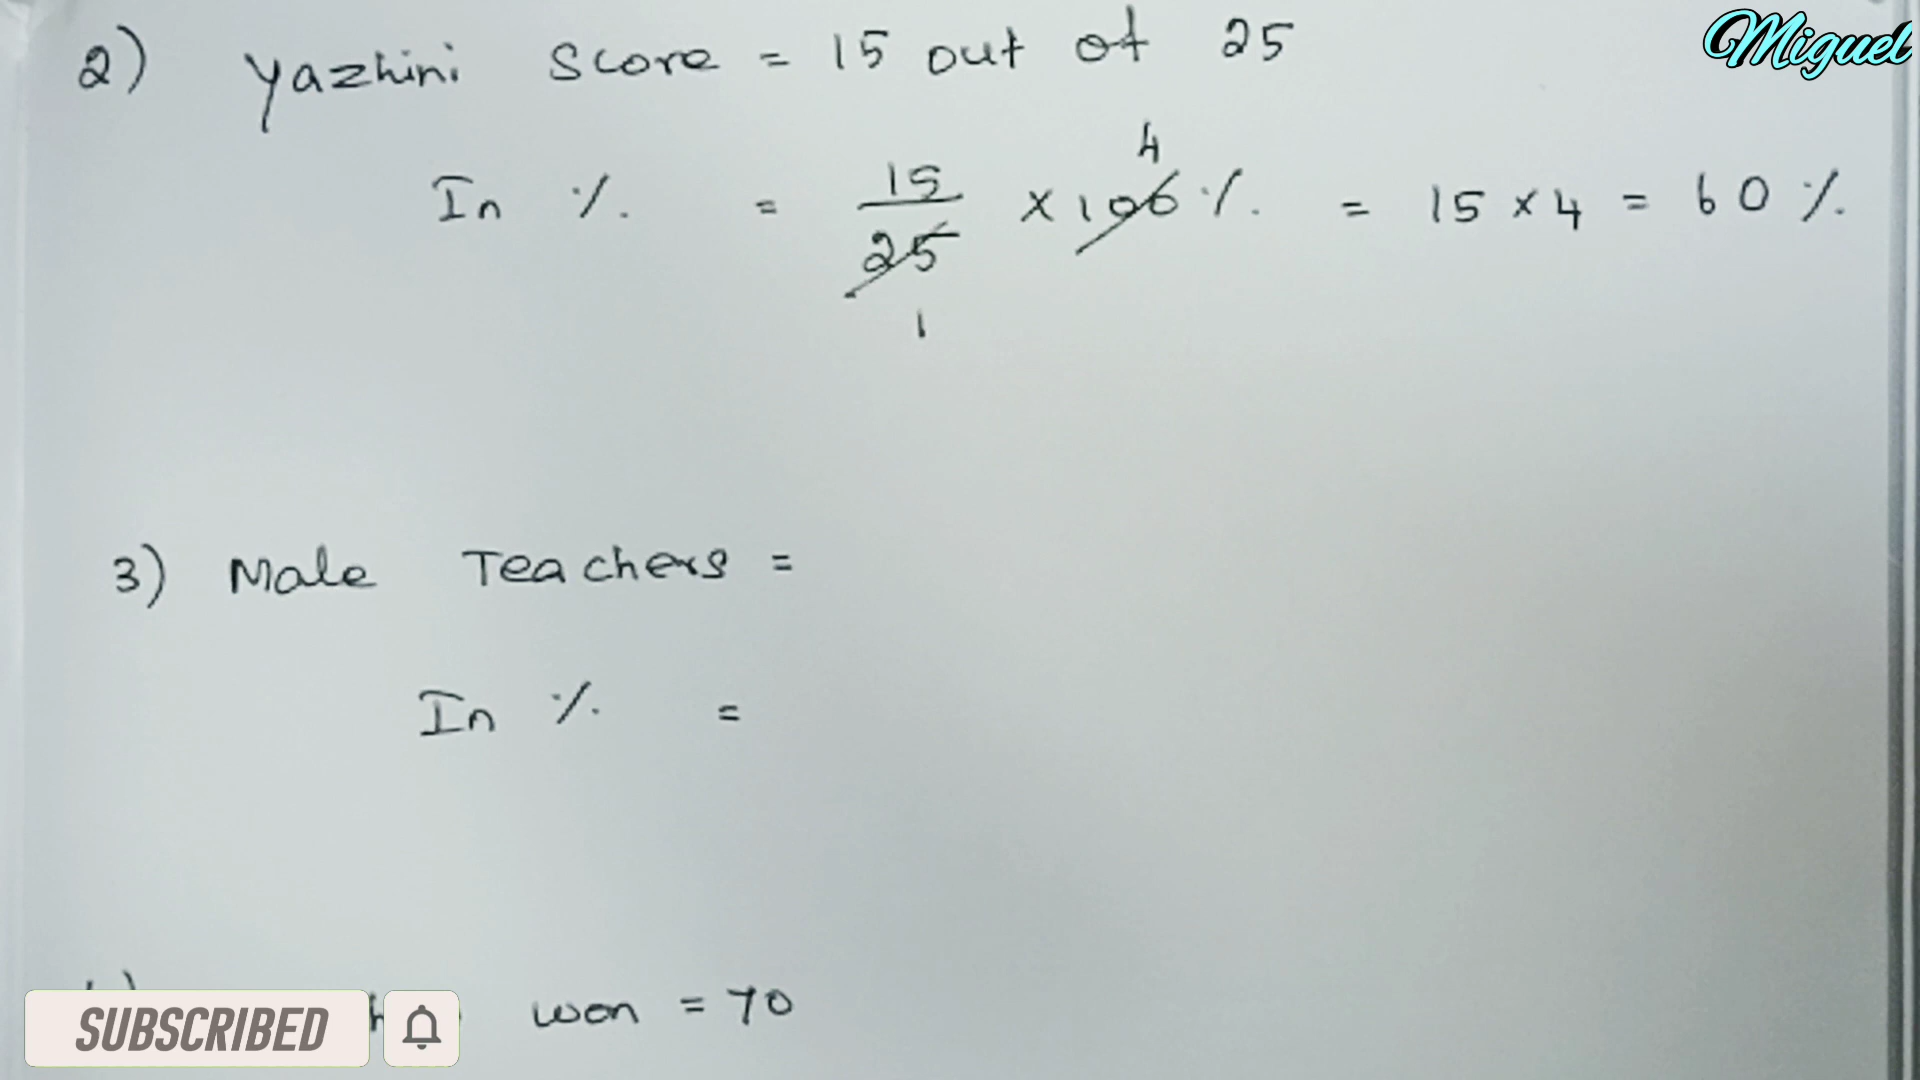 2) Yazhini Score = 15 out of 25
In % = 15/25 × 100 % = 15 × 4 = 60 %
4
1
3) Male Teachers =
In % =
won = 70
Miguel
SUBSCRIBED